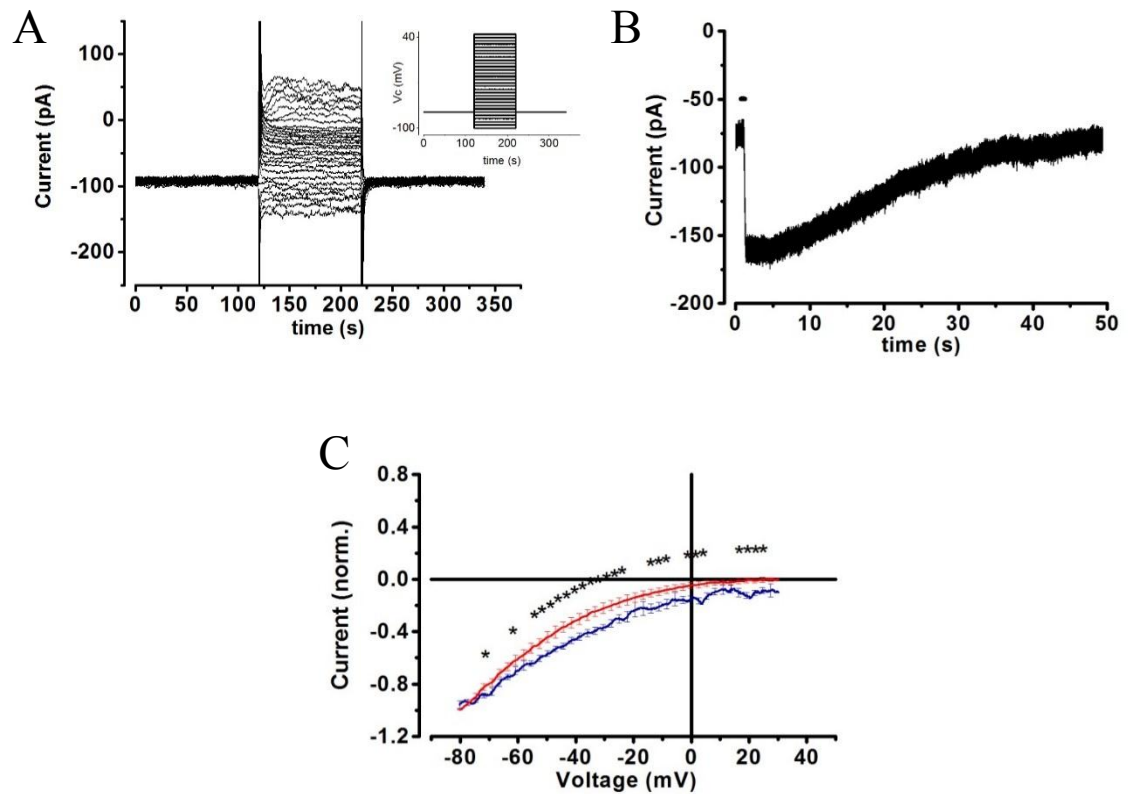 A
Current (pA)
100
0
-100
-200
0 50 100 150 200 250 300 350
time (s)
Vc (mV)
40
-100
0 100 200 300
time (s)
B
Current (pA)
0
-50
-100
-150
-200
0 10 20 30 40 50
time (s)
C
Current (norm.)
0.8
0.4
0.0
-0.4
-0.8
-1.2
* * ********* *** **** ****
-80 -60 -40 -20 0 20 40
Voltage (mV)